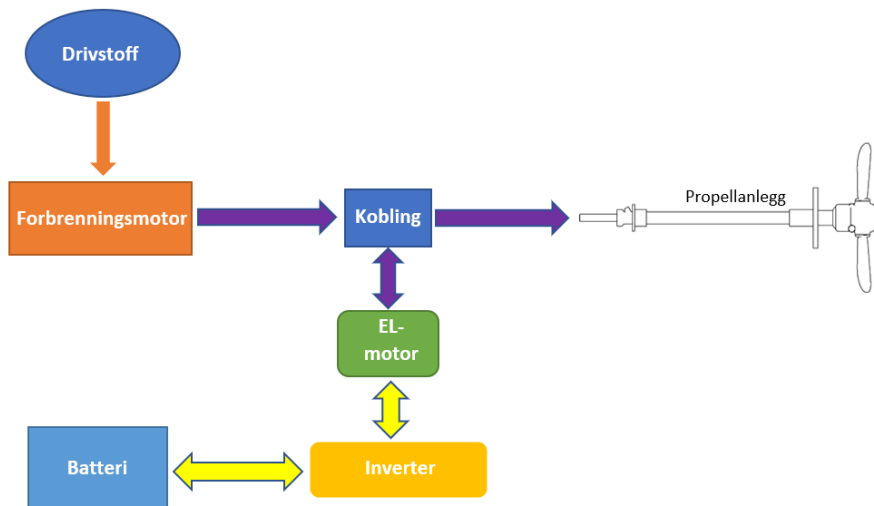 Drivstoff
Forbrenningsmotor
Kobling
Propellanlegg
EL-
motor
Batteri
Inverter